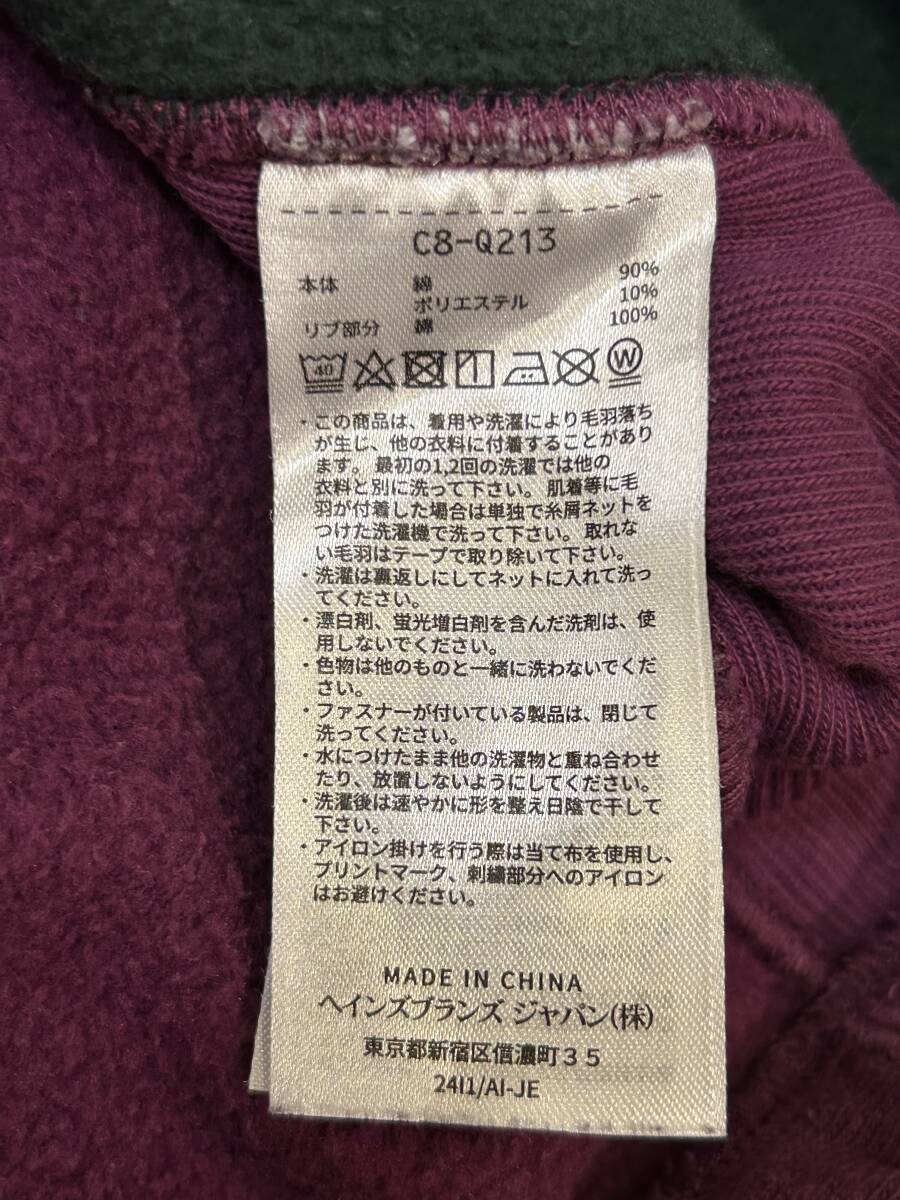 C8-Q213
本体 綿 90%
ポリエステル 10%
リブ部分 綿 100%
40 W
・この商品は、着用や洗濯により毛羽落ち
が生じ、他の衣料に付着することがあり
ます。最初の1,2回の洗濯では他の
衣料と別に洗って下さい。肌着等に毛
羽が付着した場合は単独で糸屑ネットを
つけた洗濯機で洗って下さい。取れな
い毛羽はテープで取り除いて下さい。
・洗濯は裏返しにしてネットに入れて洗っ
てください。
・漂白剤、蛍光増白剤を含んだ洗剤は、使
用しないでください。
・色物は他のものと一緒に洗わないでくだ
さい。
・ファスナーが付いている製品は、閉じて
洗ってください。
・水につけたまま他の洗濯物と重ね合わせ
たり、放置しないようにしてください。
・洗濯後は速やかに形を整え日陰で干して
下さい。
・アイロン掛けを行う際は当て布を使用し、
プリントマーク、刺繍部分へのアイロン
はお避けください。
MADE IN CHINA
ヘインズブランズ ジャパン(株)
東京都新宿区信濃町35
24I1/AI-JE